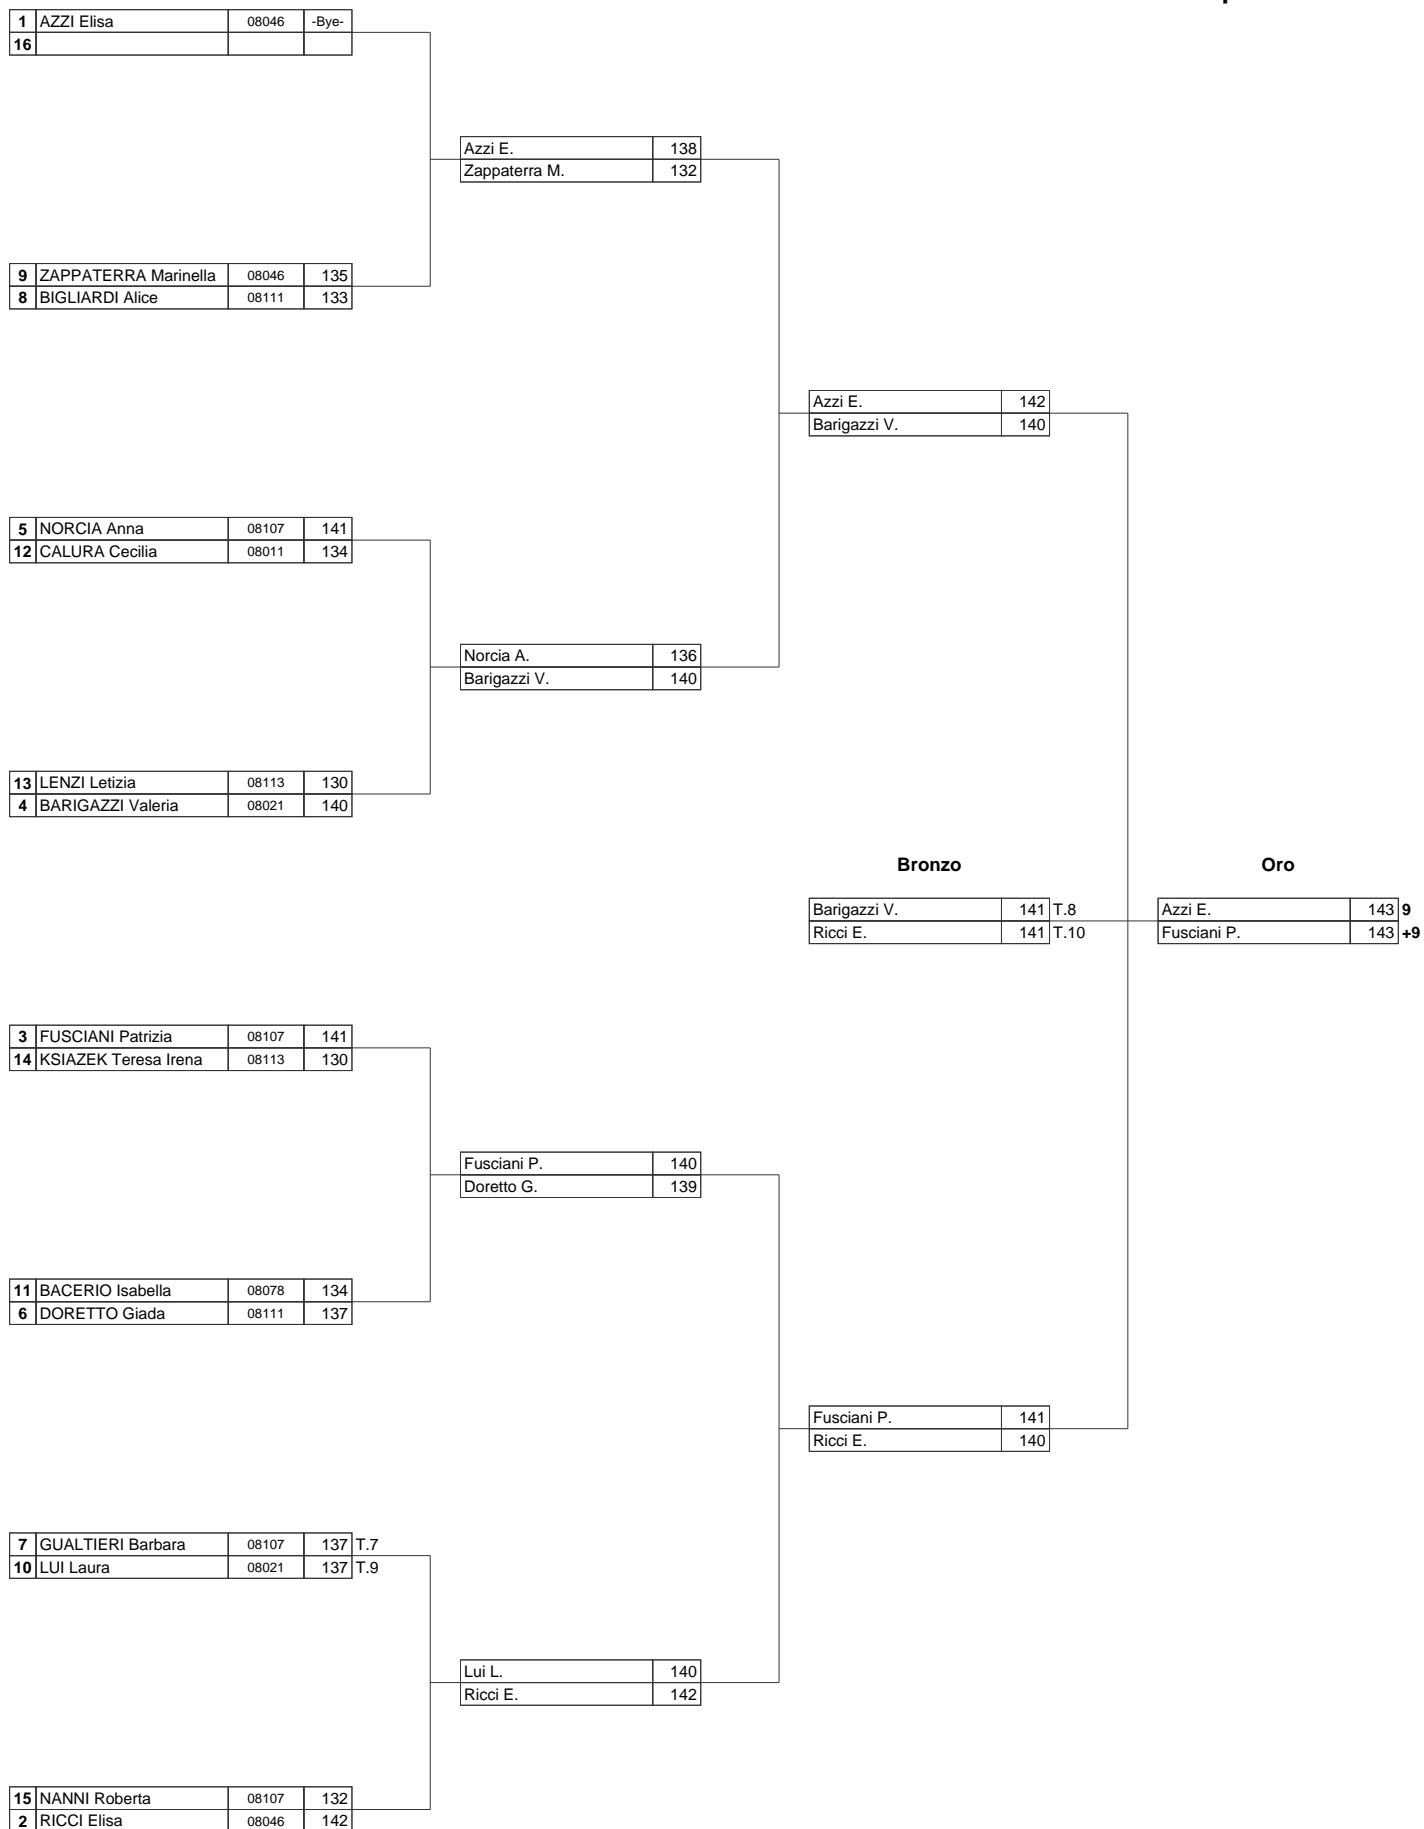 1 AZZI Elisa 08046 -Bye-
16
Azzi E. 138
Zappaterra M. 132
9 ZAPPATERRA Marinella 08046 135
8 BIGLIARDI Alice 08111 133
Azzi E. 142
Barigazzi V. 140
5 NORCIA Anna 08107 141
12 CALURA Cecilia 08011 134
Norcia A. 136
Barigazzi V. 140
13 LENZI Letizia 08113 130
4 BARIGAZZI Valeria 08021 140
Bronzo Oro
Barigazzi V. 141 T.8 Azzi E. 143 9
Ricci E. 141 T.10 Fusciani P. 143 +9
3 FUSCIANI Patrizia 08107 141
14 KSIAZEK Teresa Irena 08113 130
Fusciani P. 140
Doretto G. 139
11 BACERIO Isabella 08078 134
6 DORETTO Giada 08111 137
Fusciani P. 141
Ricci E. 140
7 GUALTIERI Barbara 08107 137 T.7
10 LUI Laura 08021 137 T.9
Lui L. 140
Ricci E. 142
15 NANNI Roberta 08107 132
2 RICCI Elisa 08046 142